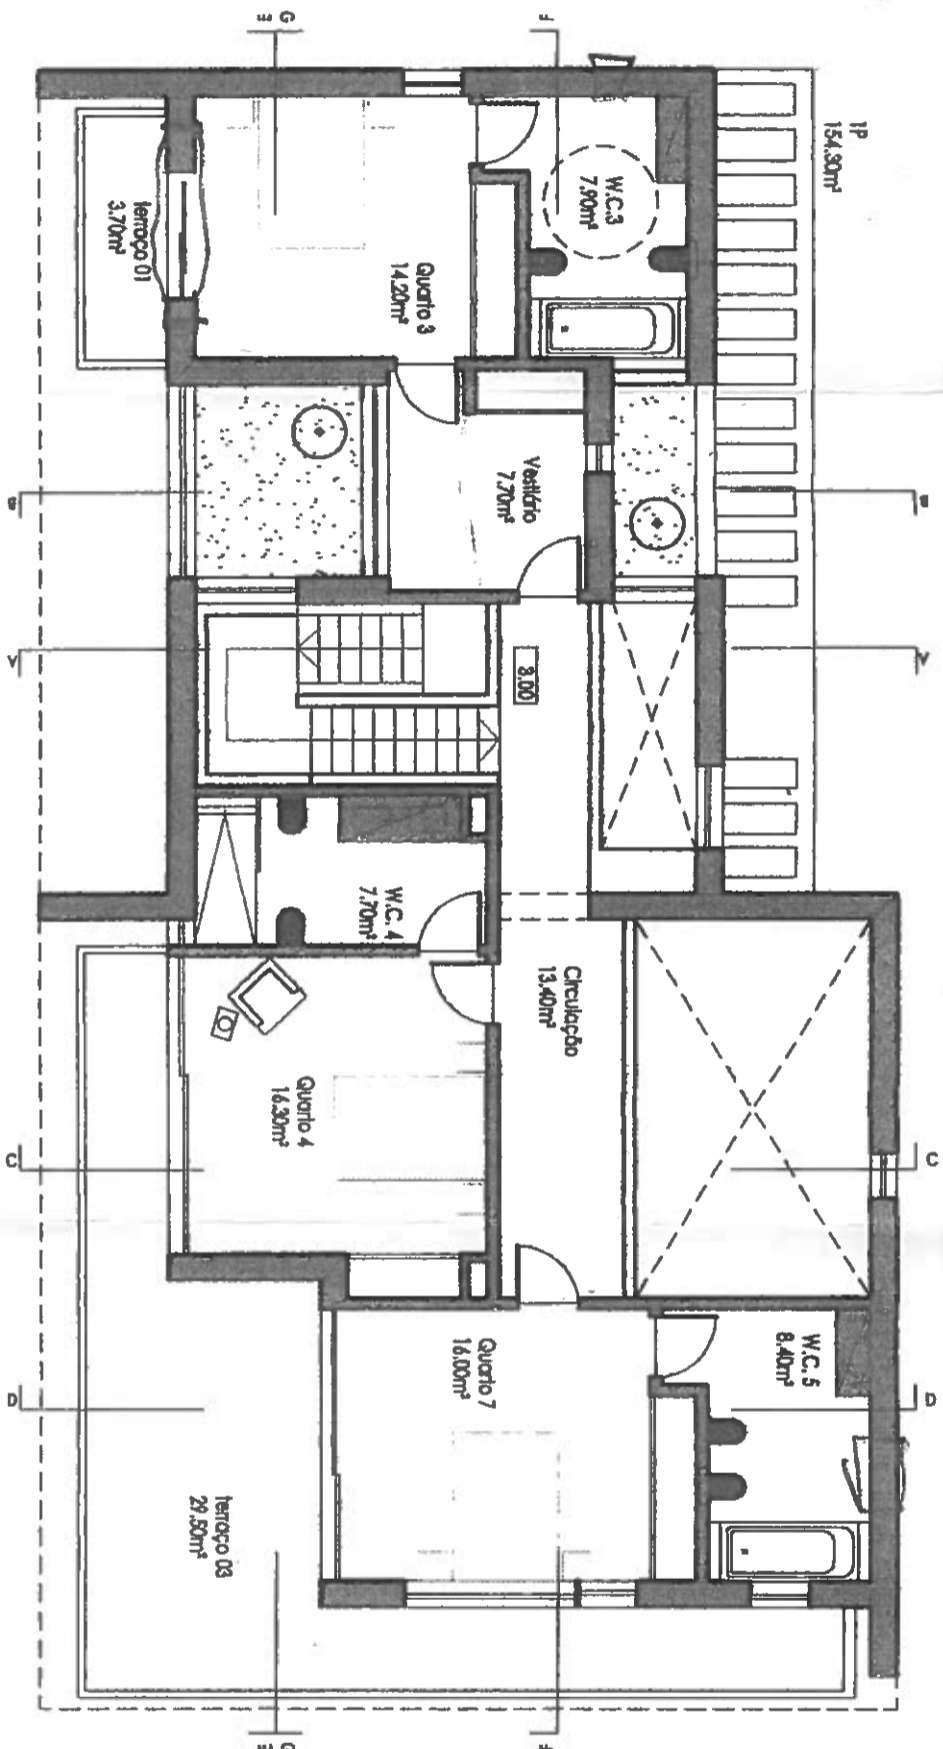 1P
154.30m²
W.C.3
7.90m²
Quarto 3
14.20m²
terraço 01
3.70m²
Vestiário
7.70m²
3.00
W.C. 4
7.70m²
Circulação
13.40m²
Quarto 4
16.30m²
W.C. 5
8.40m²
Quarto 7
16.00m²
terraço 03
29.50m²
E G
F
B
B
V
V
C
C
D
D